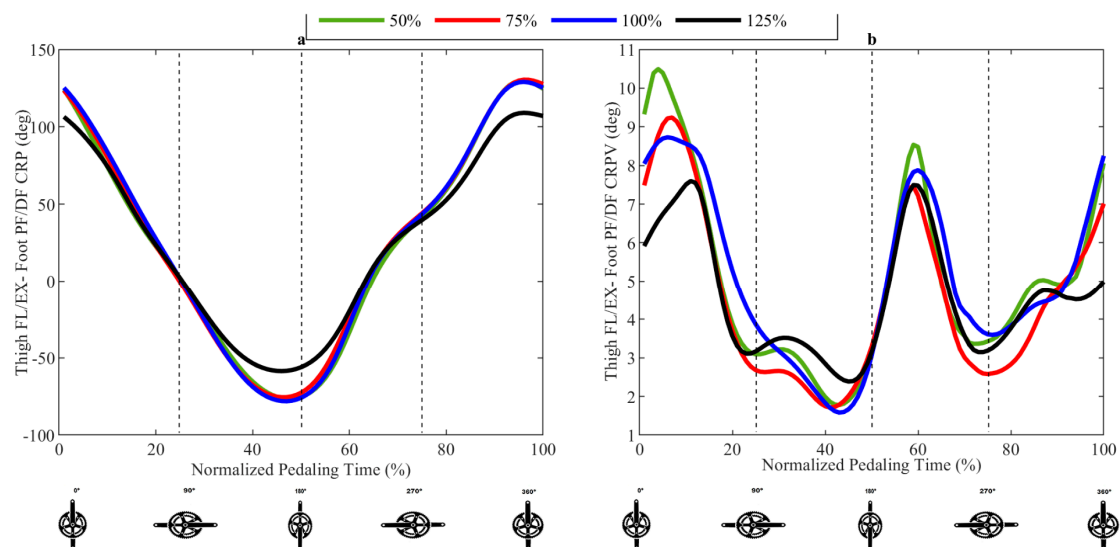 50% 75% 100% 125%
a b
Thigh FL/EX- Foot PF/DF CRP (deg)
150
100
50
0
-50
-100
0 20 40 60 80 100
Normalized Pedaling Time (%)
0° 90° 180° 270° 360°
Thigh FL/EX- Foot PF/DF CRPV (deg)
11
10
9
8
7
6
5
4
3
2
1
0 20 40 60 80 100
Normalized Pedaling Time (%)
0° 90° 180° 270° 360°